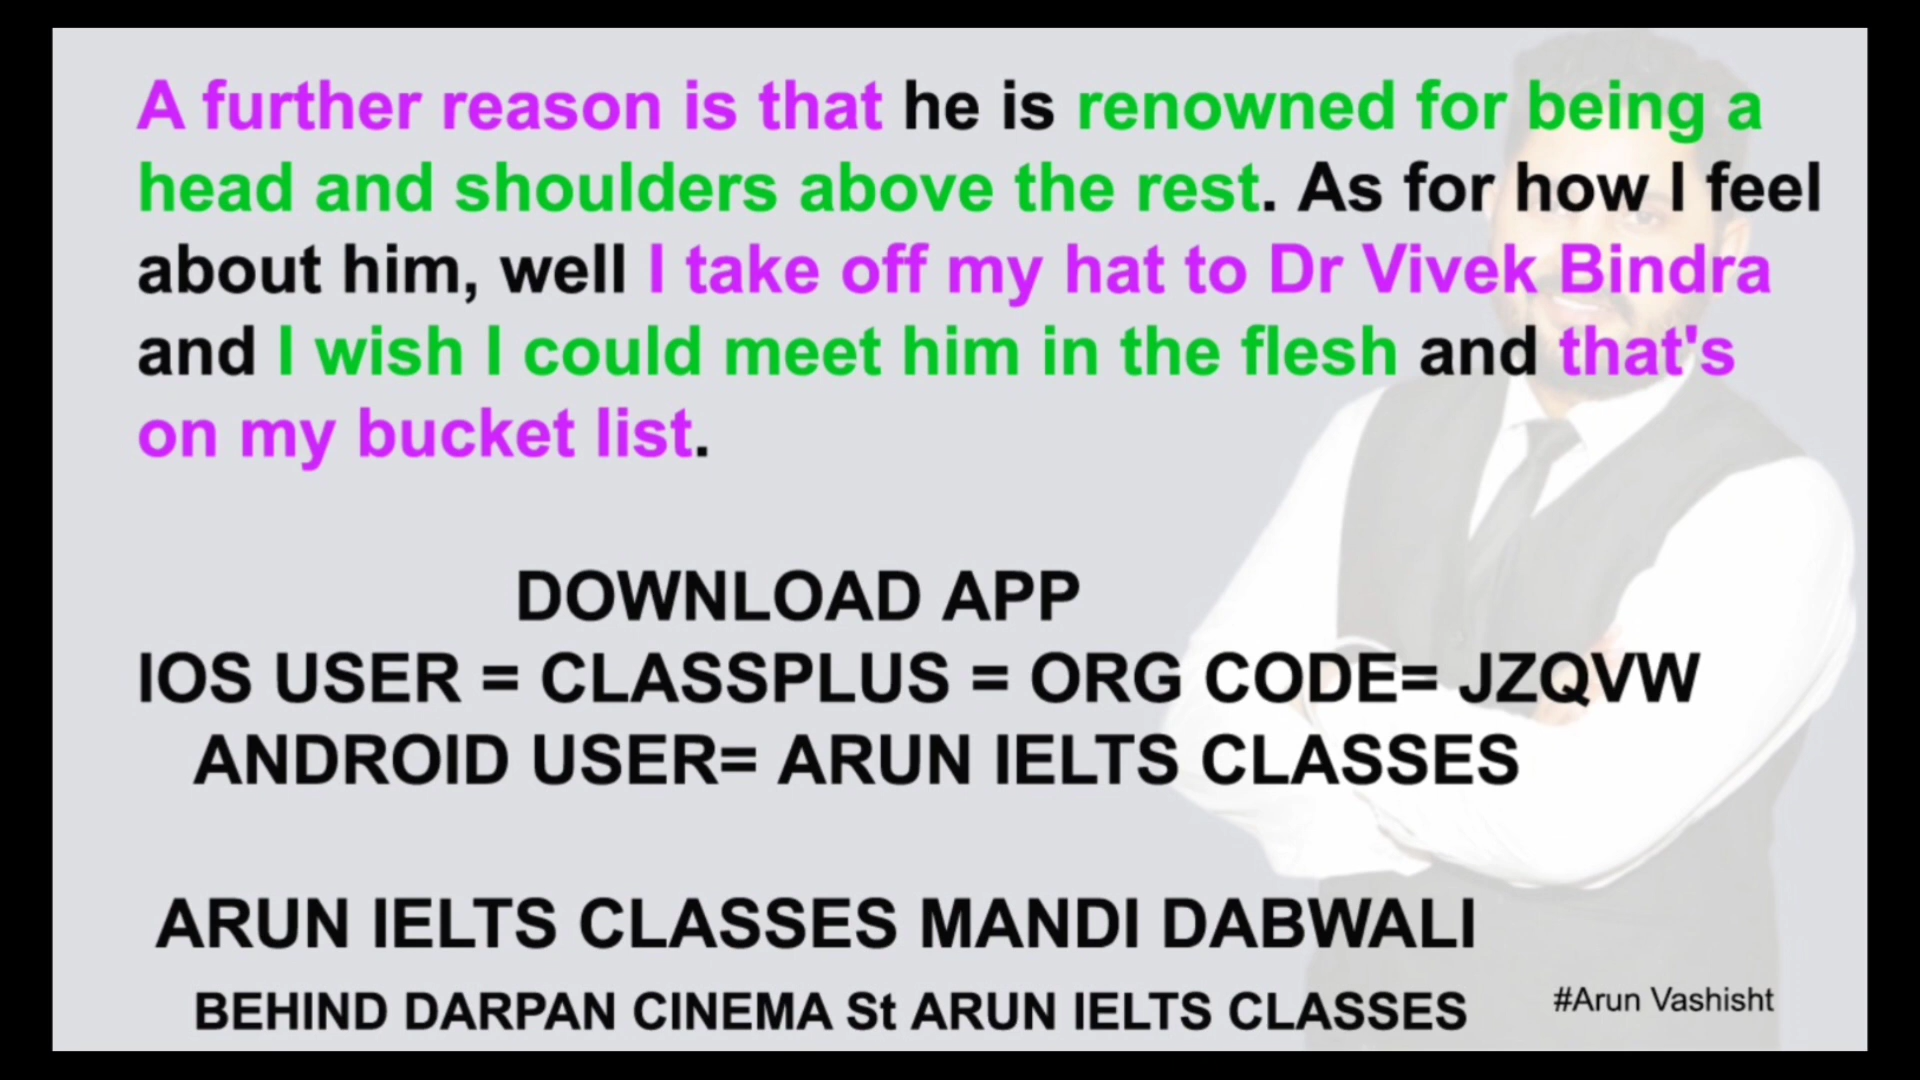 A further reason is that he is renowned for being a
head and shoulders above the rest. As for how I feel
about him, well I take off my hat to Dr Vivek Bindra
and I wish I could meet him in the flesh and that's
on my bucket list.
DOWNLOAD APP
IOS USER = CLASSPLUS = ORG CODE= JZQVW
ANDROID USER= ARUN IELTS CLASSES
ARUN IELTS CLASSES MANDI DABWALI
BEHIND DARPAN CINEMA St ARUN IELTS CLASSES
#Arun Vashisht